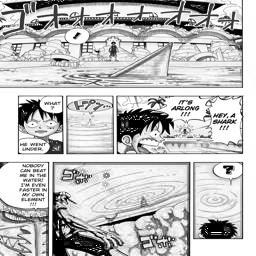 !
WHAT
?
HE WENT
UNDER.
IT'S
ARLONG
!!!
HEY, A
SHARK
!!!
NOBODY
CAN BEAT
ME IN THE
WATER!
I'M EVEN
FASTER IN
MY OWN
ELEMENT
!!!
?